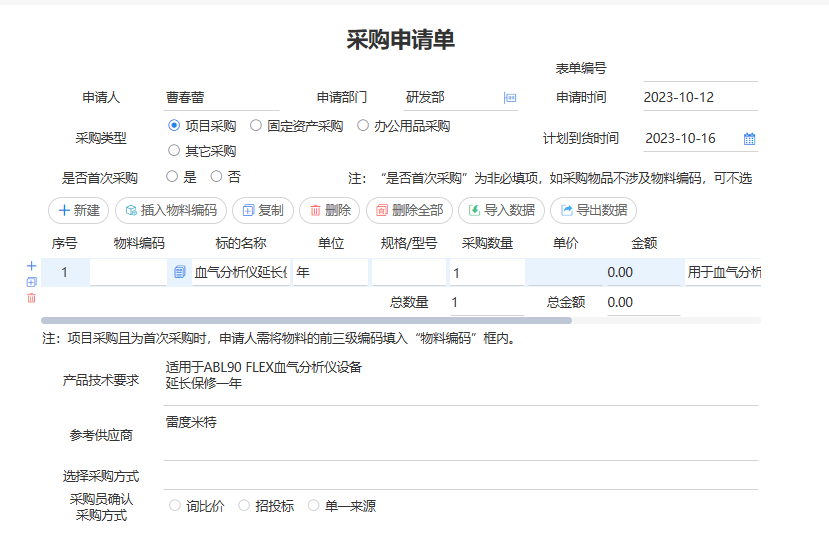 采购申请单
表单编号
申请人 曹春蕾 申请部门 研发部 申请时间 2023-10-12
采购类型 项目采购 固定资产采购 办公用品采购 计划到货时间 2023-10-16
其它采购
是否首次采购 是 否 注：“是否首次采购”为非必填项，如采购物品不涉及物料编码，可不选
新建 插入物料编码 复制 删除 删除全部 导入数据 导出数据
序号 物料编码 标的名称 单位 规格/型号 采购数量 单价 金额
1 血气分析仪延长 年 1 0.00 用于血气分析
总数量 1 总金额 0.00
注：项目采购且为首次采购时，申请人需将物料的前三级编码填入“物料编码”框内。
产品技术要求 适用于ABL90 FLEX血气分析仪设备
延长保修一年
参考供应商 雷度米特
选择采购方式
采购员确认
采购方式 询比价 招投标 单一来源